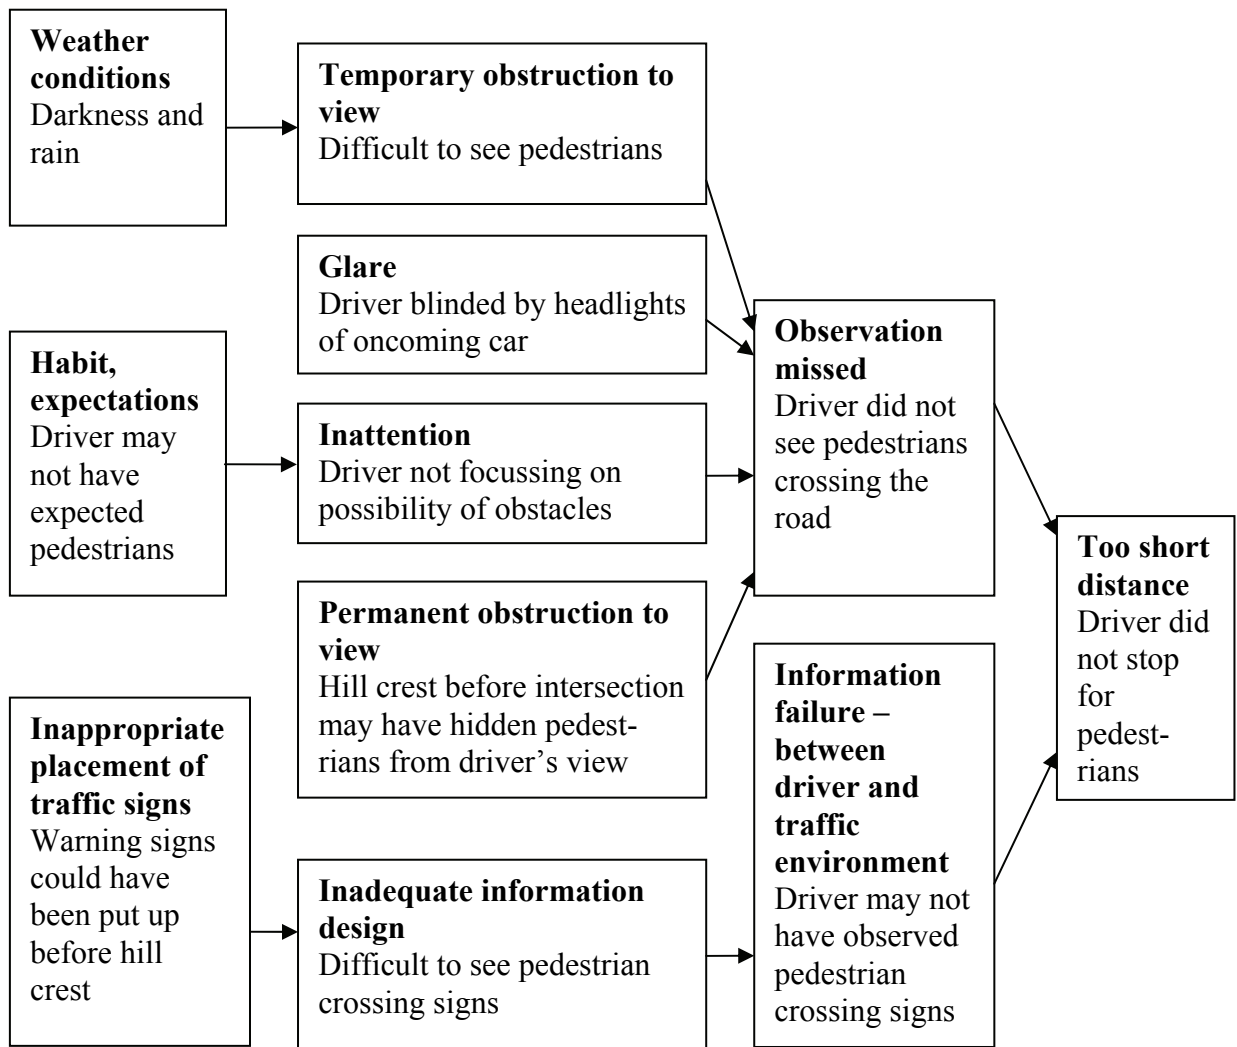 Weather
conditions
Darkness and
rain
Temporary obstruction to
view
Difficult to see pedestrians
Glare
Driver blinded by headlights
of oncoming car
Habit,
expectations
Driver may
not have
expected
pedestrians
Inattention
Driver not focussing on
possibility of obstacles
Observation
missed
Driver did not
see pedestrians
crossing the
road
Permanent obstruction to
view
Hill crest before intersection
may have hidden pedest-
rians from driver's view
Inappropriate
placement of
traffic signs
Warning signs
could have
been put up
before hill
crest
Inadequate information
design
Difficult to see pedestrian
crossing signs
Information
failure –
between
driver and
traffic
environment
Driver may not
have observed
pedestrian
crossing signs
Too short
distance
Driver did
not stop
for
pedest-
rians